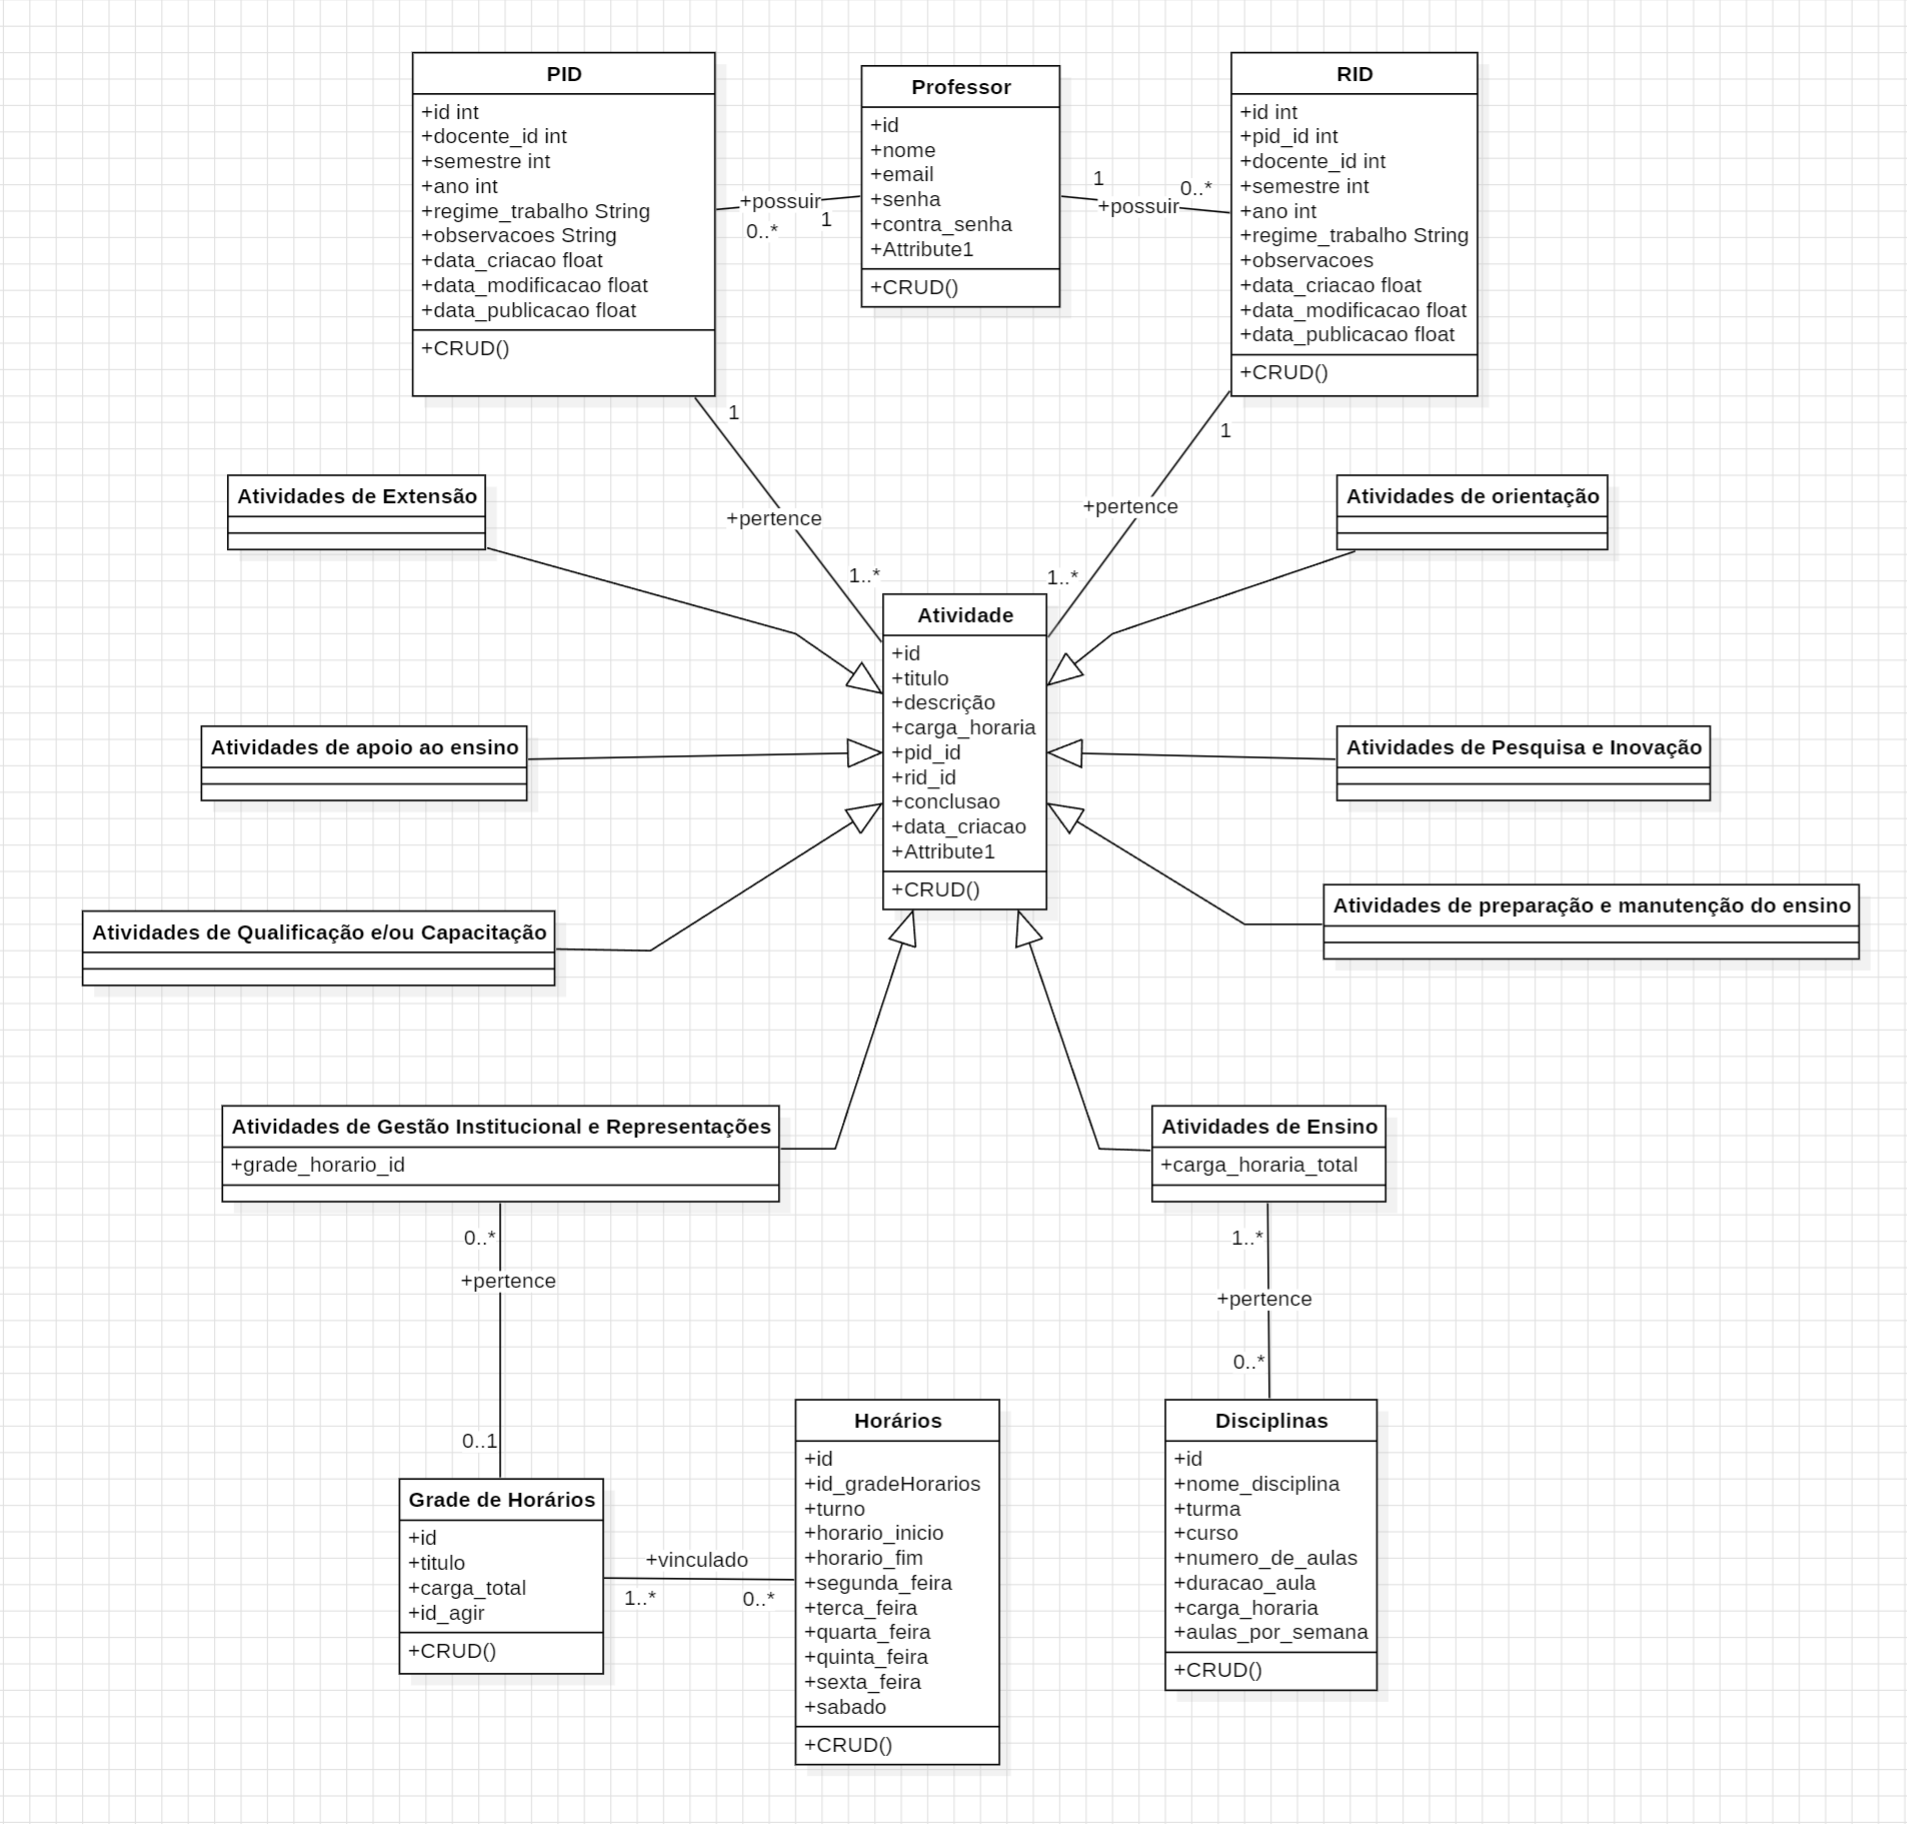 PID
+id int
+docente_id int
+semestre int
+ano int
+regime_trabalho String
+observacoes String
+data_criacao float
+data_modificacao float
+data_publicacao float
+CRUD()
+possuir
0..*
1
Professor
+id
+nome
+email
+senha
+contra_senha
+Attribute1
+CRUD()
1
+possuir
0..*
RID
+id int
+pid_id int
+docente_id int
+semestre int
+ano int
+regime_trabalho String
+observacoes
+data_criacao float
+data_modificacao float
+data_publicacao float
+CRUD()
1
+pertence
1..*
1
+pertence
1..*
Atividades de Extensão
Atividades de orientação
Atividade
+id
+titulo
+descrição
+carga_horaria
+pid_id
+rid_id
+conclusao
+data_criacao
+Attribute1
+CRUD()
Atividades de apoio ao ensino
Atividades de Pesquisa e Inovação
Atividades de Qualificação e/ou Capacitação
Atividades de preparação e manutenção do ensino
Atividades de Gestão Institucional e Representações
+grade_horario_id
Atividades de Ensino
+carga_horaria_total
0..*
+pertence
0..1
1..*
+pertence
0..*
Grade de Horários
+id
+titulo
+carga_total
+id_agir
+CRUD()
+vinculado
1..*
0..*
Horários
+id
+id_gradeHorarios
+turno
+horario_inicio
+horario_fim
+segunda_feira
+terca_feira
+quarta_feira
+quinta_feira
+sexta_feira
+sabado
+CRUD()
Disciplinas
+id
+nome_disciplina
+turma
+curso
+numero_de_aulas
+duracao_aula
+carga_horaria
+aulas_por_semana
+CRUD()